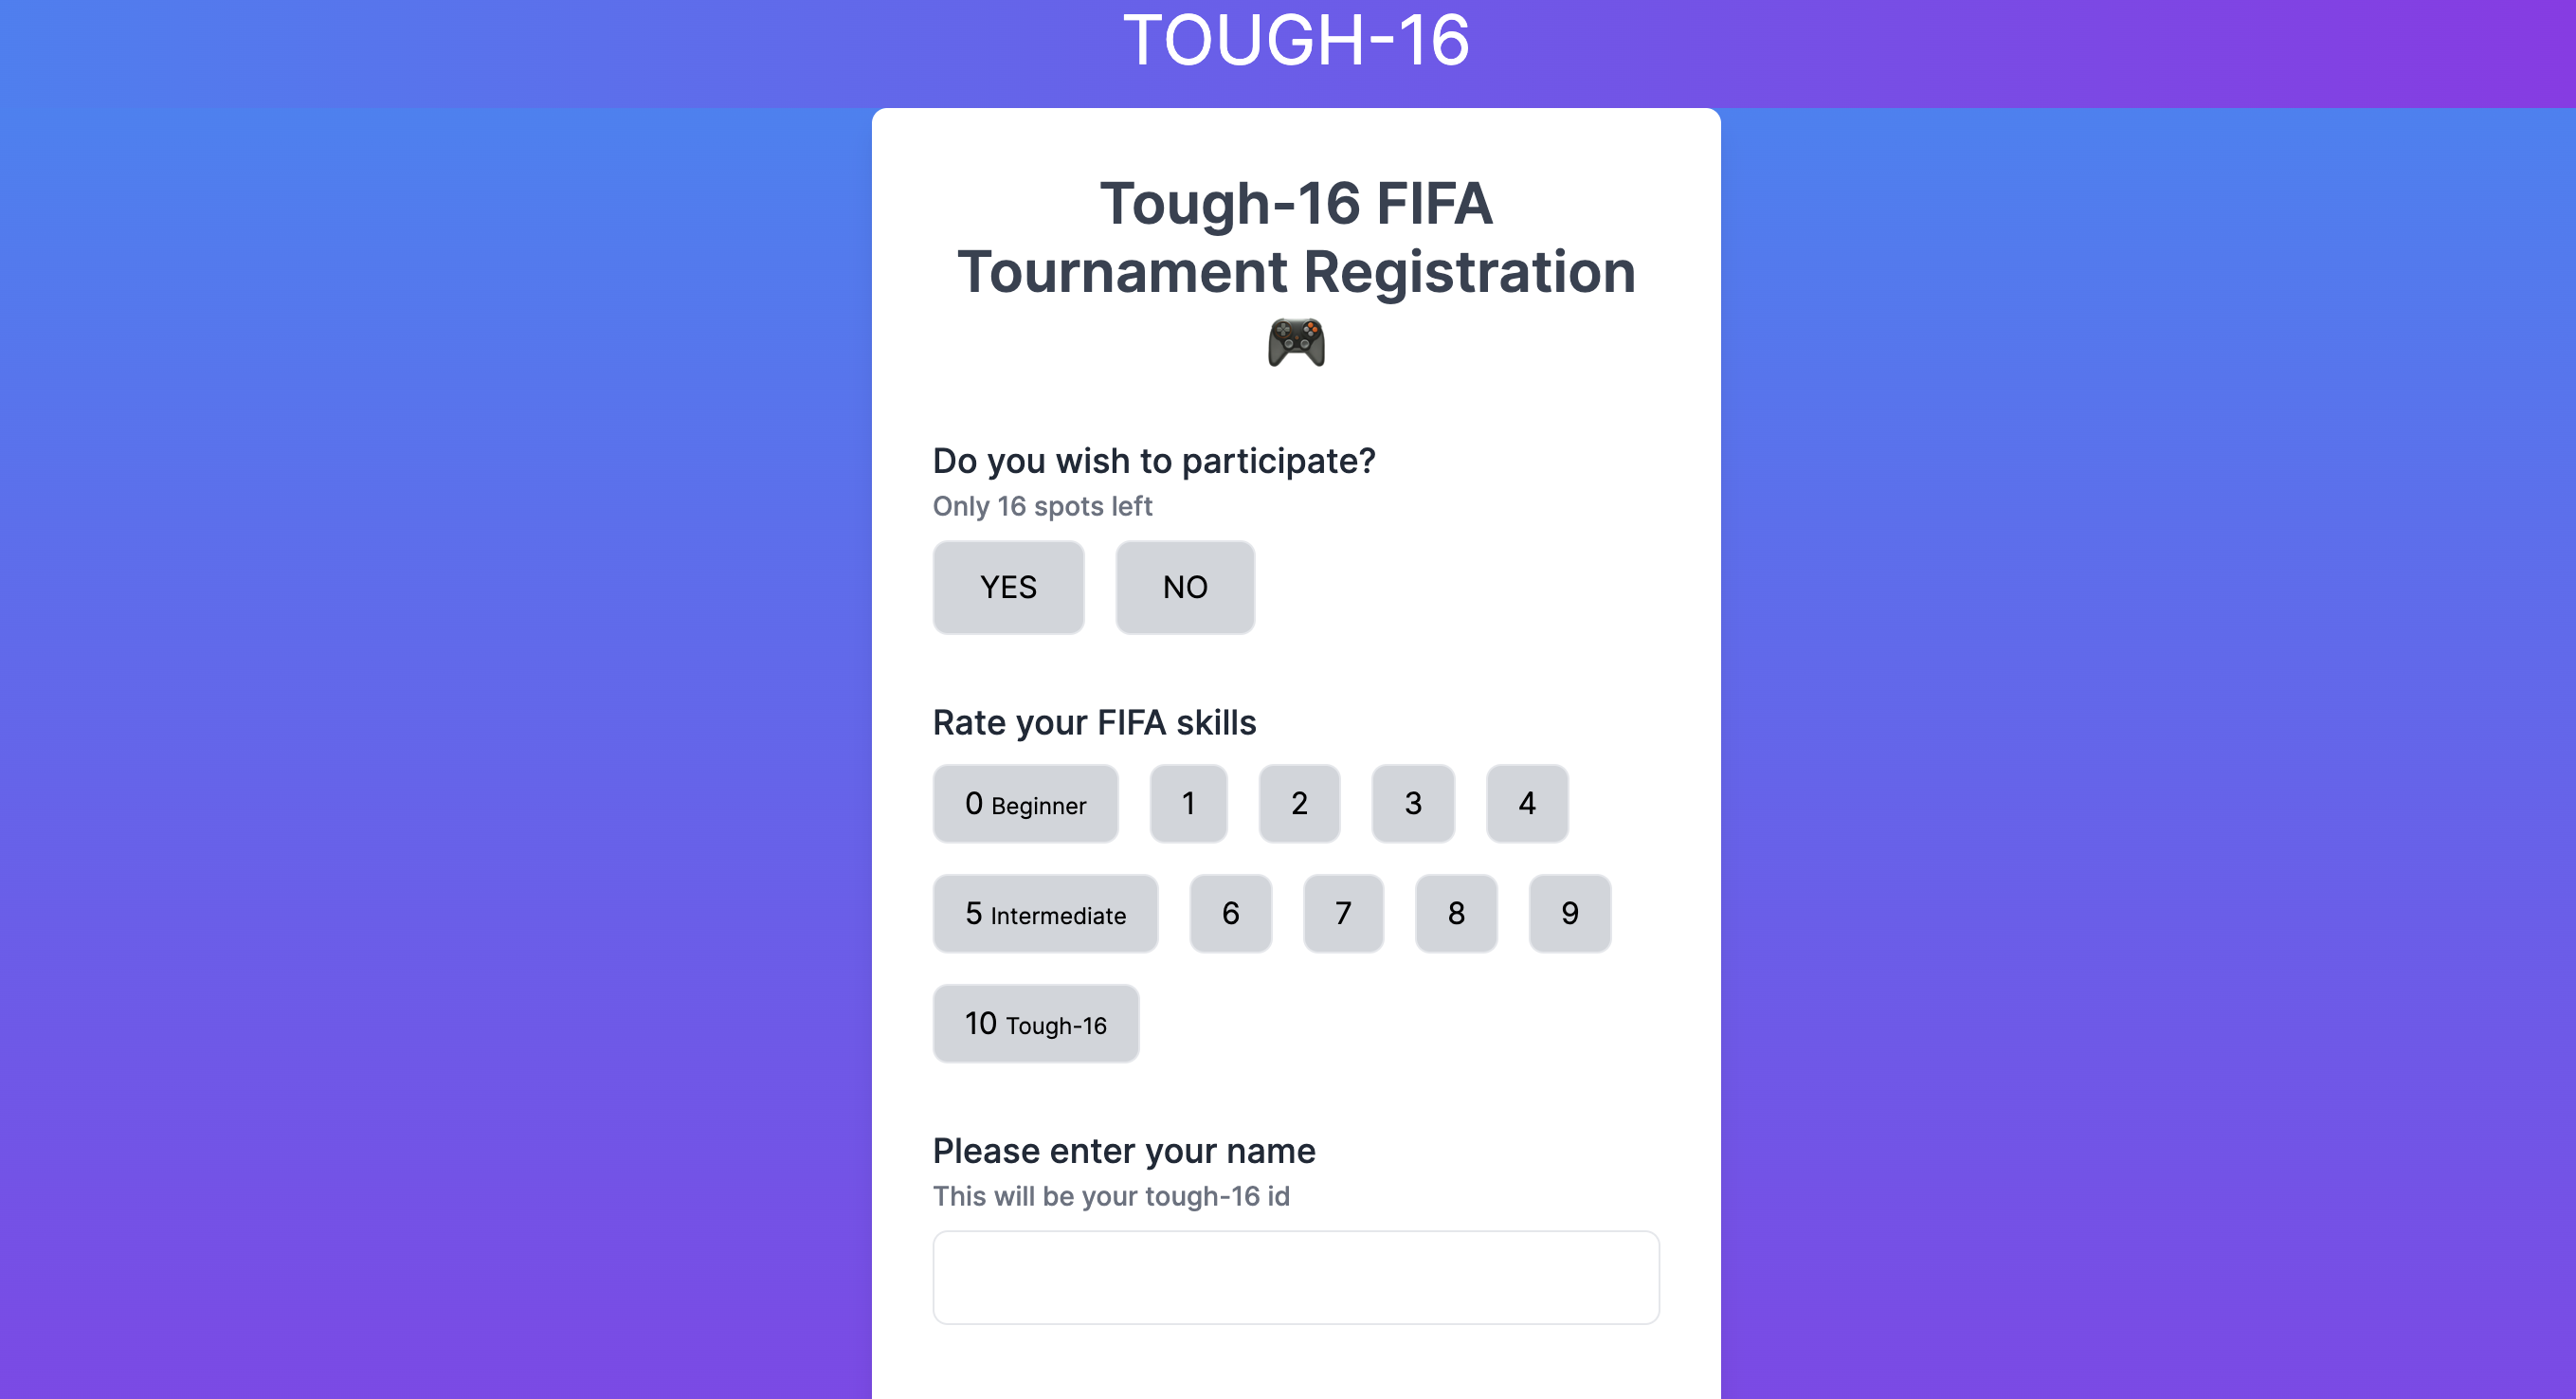 TOUGH-16
Tough-16 FIFA
Tournament Registration
🎮
Do you wish to participate?
Only 16 spots left
YES NO
Rate your FIFA skills
0 Beginner 1 2 3 4
5 Intermediate 6 7 8 9
10 Tough-16
Please enter your name
This will be your tough-16 id